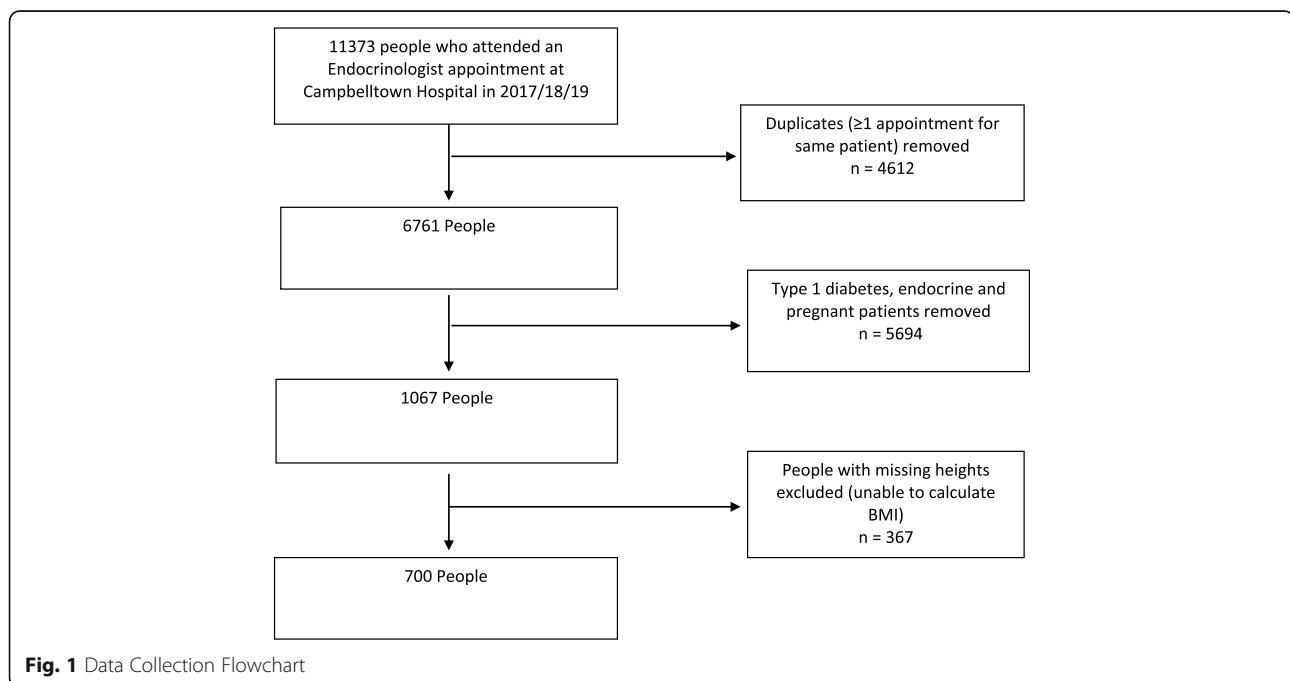 11373 people who attended an
Endocrinologist appointment at
Campbelltown Hospital in 2017/18/19
Duplicates (≥1 appointment for
same patient) removed
n = 4612
6761 People
Type 1 diabetes, endocrine and
pregnant patients removed
n = 5694
1067 People
People with missing heights
excluded (unable to calculate
BMI)
n = 367
700 People
Fig. 1 Data Collection Flowchart